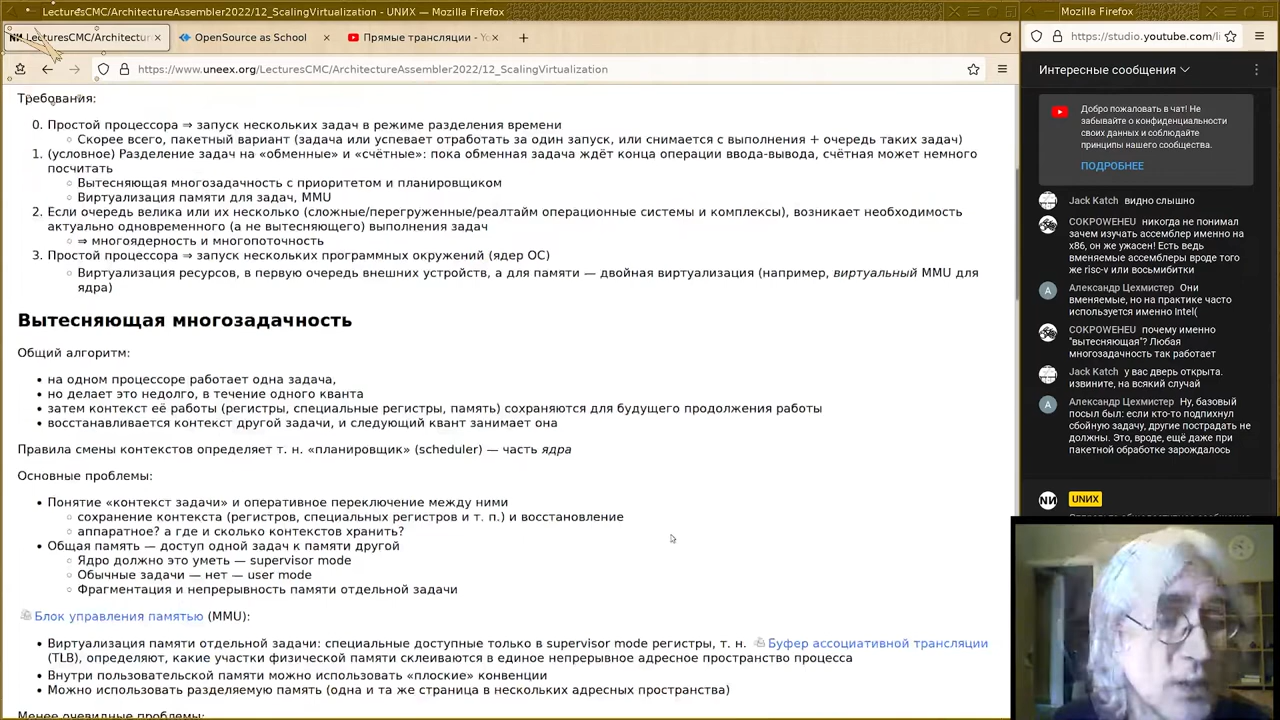 LecturesCMC/ArchitectureAssembler2022/12_ScalingVirtualization - UNИX — Mozilla Firefox
Mozilla Firefox
LecturesCMC/Architectur
OpenSource as School
Прямые трансляции - Yo
https://www.uneex.org/LecturesCMC/ArchitectureAssembler2022/12_ScalingVirtualization
https://studio.youtube.com/li
Требования:
0. Простой процессора ⇒ запуск нескольких задач в режиме разделения времени
Скорее всего, пакетный вариант (задача или успевает отработать за один запуск, или снимается с выполнения + очередь таких задач)
1. (условное) Разделение задач на «обменные» и «счётные»: пока обменная задача ждёт конца операции ввода-вывода, счётная может немного
посчитать
Вытесняющая многозадачность с приоритетом и планировщиком
Виртуализация памяти для задач, MMU
2. Если очередь велика или их несколько (сложные/перегруженные/реалтайм операционные системы и комплексы), возникает необходимость
актуально одновременного (а не вытесняющего) выполнения задач
⇒ многоядерность и многопоточность
3. Простой процессора ⇒ запуск нескольких программных окружений (ядер ОС)
Виртуализация ресурсов, в первую очередь внешних устройств, а для памяти — двойная виртуализация (например, виртуальный MMU для
ядра)
Вытесняющая многозадачность
Общий алгоритм:
на одном процессоре работает одна задача,
но делает это недолго, в течение одного кванта
затем контекст её работы (регистры, специальные регистры, память) сохраняются для будущего продолжения работы
восстанавливается контекст другой задачи, и следующий квант занимает она
Правила смены контекстов определяет т. н. «планировщик» (scheduler) — часть ядра
Основные проблемы:
Понятие «контекст задачи» и оперативное переключение между ними
сохранение контекста (регистров, специальных регистров и т. п.) и восстановление
аппаратное? а где и сколько контекстов хранить?
Общая память — доступ одной задач к памяти другой
Ядро должно это уметь — supervisor mode
Обычные задачи — нет — user mode
Фрагментация и непрерывность памяти отдельной задачи
Блок управления памятью (MMU):
Виртуализация памяти отдельной задачи: специальные доступные только в supervisor mode регистры, т. н. Буфер ассоциативной трансляции
(TLB), определяют, какие участки физической памяти склеиваются в единое непрерывное адресное пространство процесса
Внутри пользовательской памяти можно использовать «плоские» конвенции
Можно использовать разделяемую память (одна и та же страница в нескольких адресных пространства)
Менее очевидные проблемы:
Интересные сообщения
Добро пожаловать в чат! Не
забывайте о конфиденциальности
своих данных и соблюдайте
принципы нашего сообщества.
ПОДРОБНЕЕ
Jack Katch видно слышно
COKPOWEHEU никогда не понимал
зачем изучать ассемблер именно на
x86, он же ужасен! Есть ведь
вменяемые ассемблеры вроде того
же risc-v или восьмибитки
Александр Цехмистер Они
вменяемые, но на практике часто
используется именно Intel(
COKPOWEHEU почему именно
"вытесняющая"? Любая
многозадачность так работает
Jack Katch у вас дверь открыта.
извините, на всякий случай
Александр Цехмистер Ну, базовый
посыл был: если кто-то подпихнул
сбойную задачу, другие пострадать не
должны. Это, вроде, ещё даже при
пакетной обработке зарождалось
UNИX